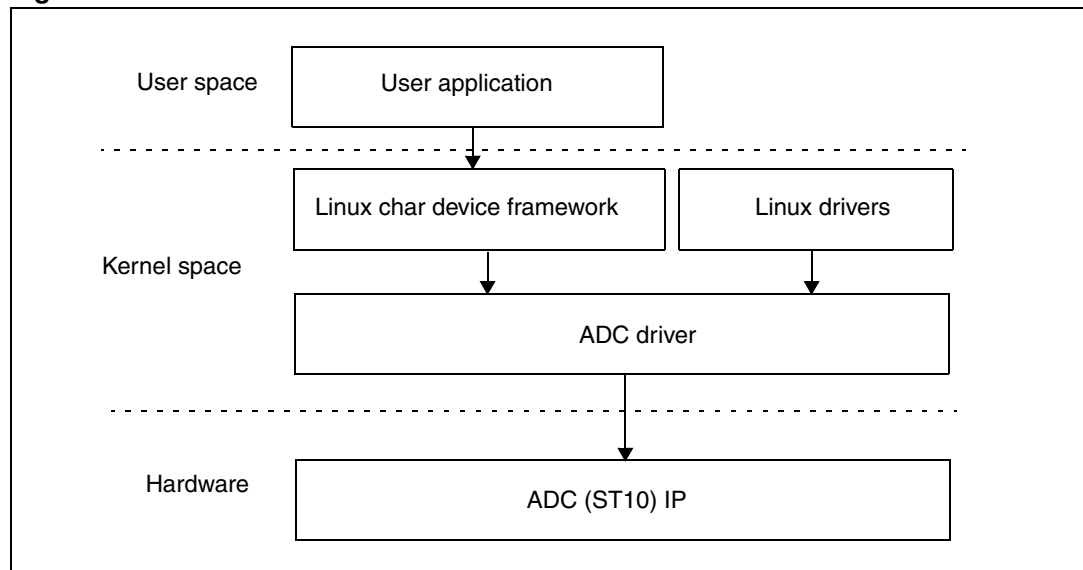 User space
User application
Linux char device framework
Linux drivers
Kernel space
ADC driver
Hardware
ADC (ST10) IP